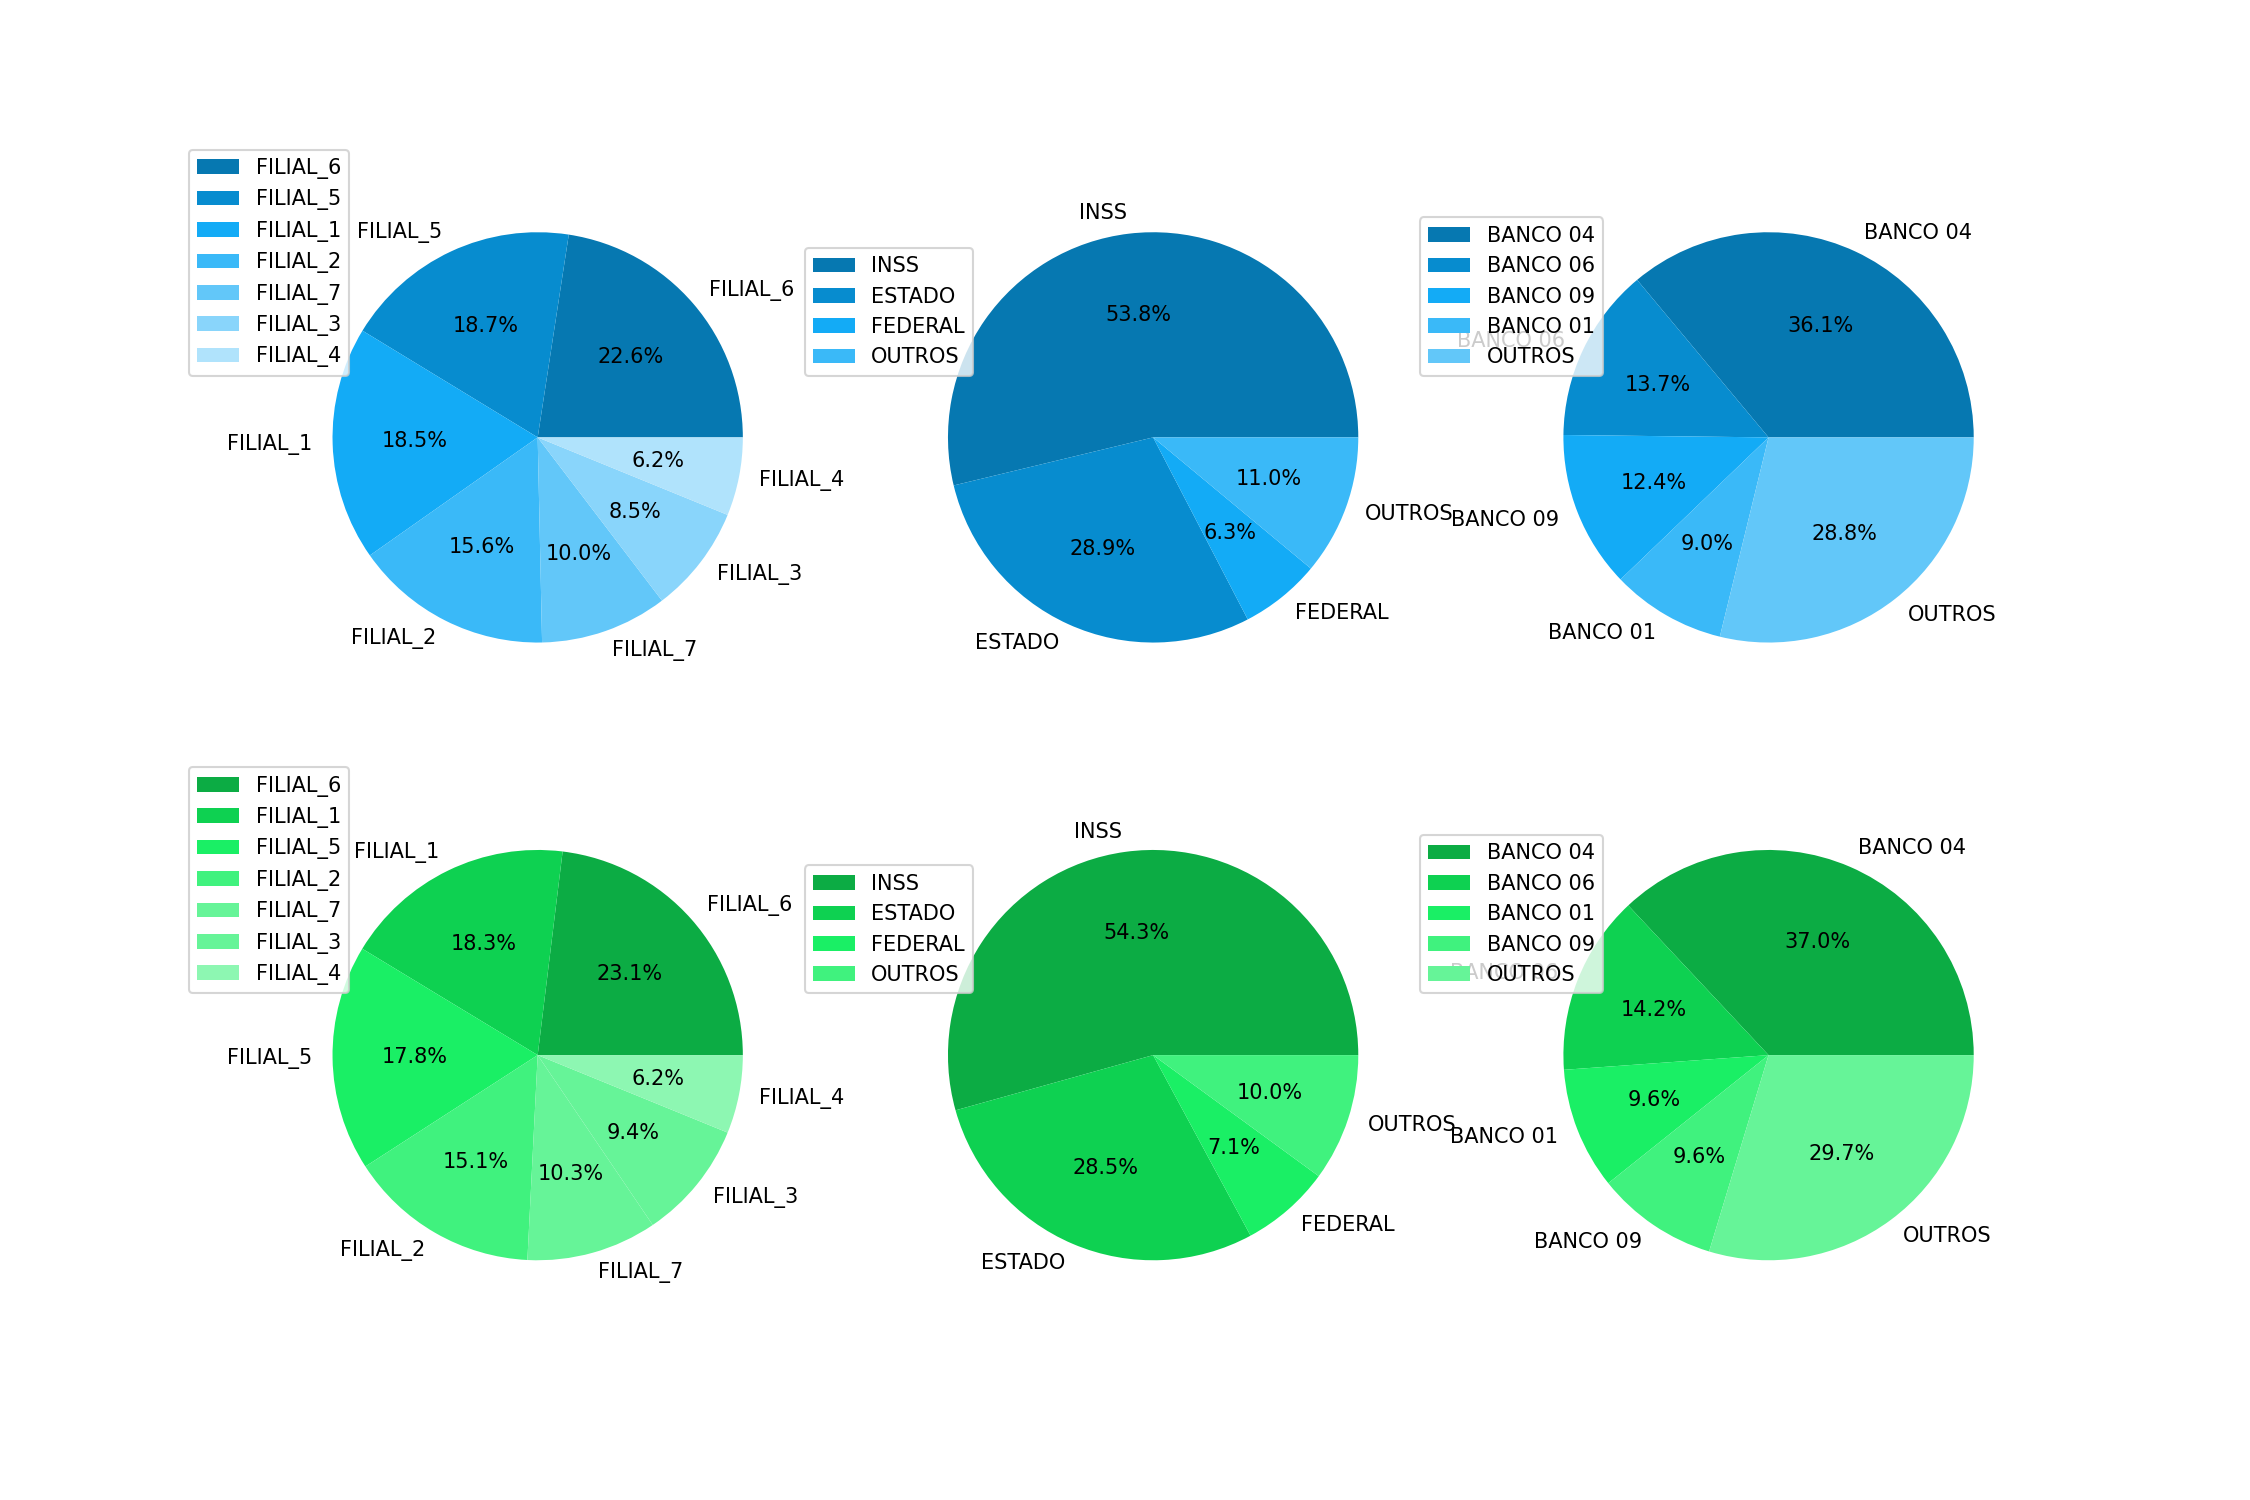 FILIAL_6
FILIAL_5
FILIAL_1
FILIAL_2
FILIAL_7
FILIAL_3
FILIAL_4
FILIAL_5
FILIAL_6
18.7%
22.6%
FILIAL_1
18.5%
6.2%
FILIAL_4
8.5%
15.6%
10.0%
FILIAL_3
FILIAL_2
FILIAL_7
INSS
INSS
ESTADO
FEDERAL
OUTROS
53.8%
11.0%
OUTROS
6.3%
28.9%
FEDERAL
ESTADO
BANCO 04
BANCO 06
BANCO 09
BANCO 01
OUTROS
BANCO 04
BANCO 06
36.1%
13.7%
12.4%
BANCO 09
9.0%
28.8%
OUTROS
BANCO 01
FILIAL_6
FILIAL_1
FILIAL_5
FILIAL_2
FILIAL_7
FILIAL_3
FILIAL_4
FILIAL_1
FILIAL_6
18.3%
23.1%
FILIAL_5
17.8%
6.2%
FILIAL_4
9.4%
15.1%
10.3%
FILIAL_3
FILIAL_2
FILIAL_7
INSS
INSS
ESTADO
FEDERAL
OUTROS
54.3%
10.0%
OUTROS
7.1%
28.5%
FEDERAL
ESTADO
BANCO 04
BANCO 06
BANCO 01
BANCO 09
OUTROS
BANCO 04
BANCO 06
37.0%
14.2%
9.6%
BANCO 01
9.6%
29.7%
OUTROS
BANCO 09